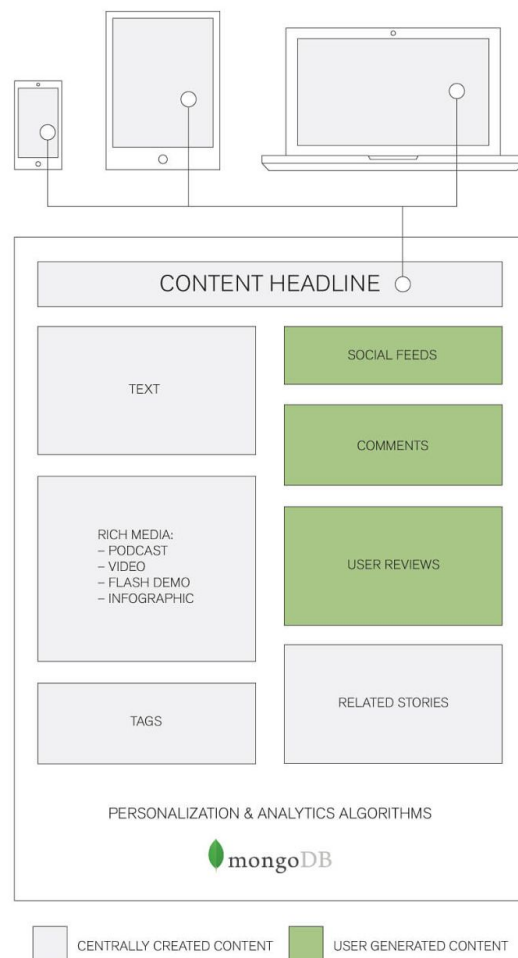 CONTENT HEADLINE
TEXT
RICH MEDIA:
– PODCAST
– VIDEO
– FLASH DEMO
– INFOGRAPHIC
TAGS
SOCIAL FEEDS
COMMENTS
USER REVIEWS
RELATED STORIES
PERSONALIZATION & ANALYTICS ALGORITHMS
mongoDB
CENTRALLY CREATED CONTENT
USER GENERATED CONTENT